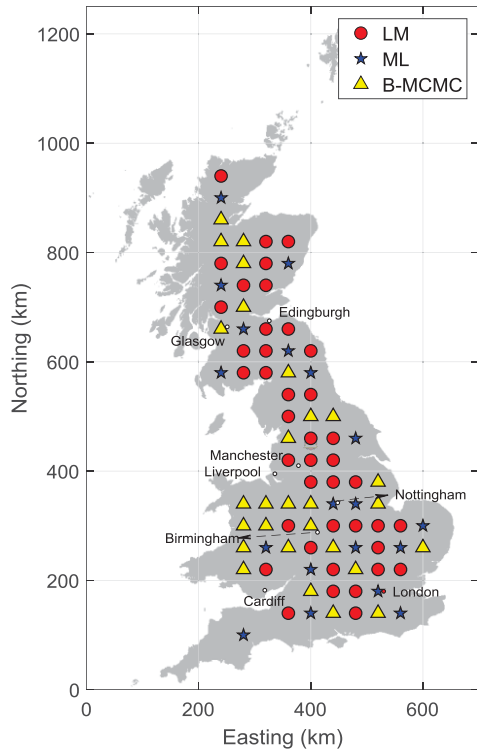 1200
LM
ML
B-MCMC
1000
800
Edingburgh
Glasgow
600
Manchester
Liverpool
400
Nottingham
Birmingham
200
London
Cardiff
0
0
200
400
600
Northing (km)
Easting (km)